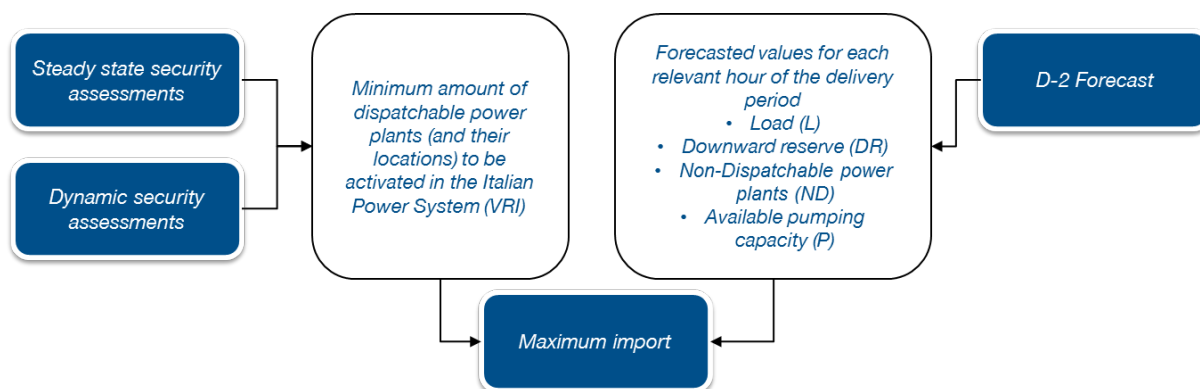 Steady state security
assessments
Dynamic security
assessments
Minimum amount of
dispatchable power
plants (and their
locations) to be
activated in the Italian
Power System (VRI)
Forecasted values for each
relevant hour of the delivery
period
• Load (L)
• Downward reserve (DR)
• Non-Dispatchable power
plants (ND)
• Available pumping
capacity (P)
D-2 Forecast
Maximum import